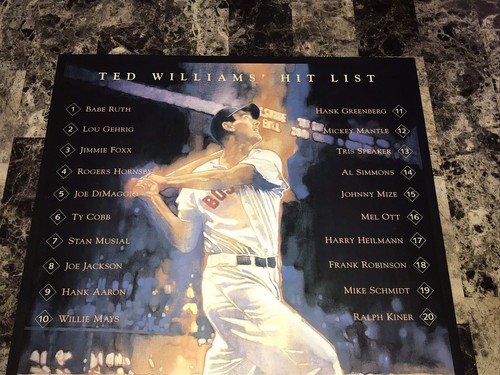 TED WILLIAMS' HIT LIST
1 BABE RUTH
2 LOU GEHRIG
3 JIMMIE FOXX
4 ROGERS HORNSBY
5 JOE DIMAGGIO
6 TY COBB
7 STAN MUSIAL
8 JOE JACKSON
9 HANK AARON
10 WILLIE MAYS
HANK GREENBERG 11
MICKEY MANTLE 12
TRIS SPEAKER 13
AL SIMMONS 14
JOHNNY MIZE 15
MEL OTT 16
HARRY HEILMANN 17
FRANK ROBINSON 18
MIKE SCHMIDT 19
RALPH KINER 20
BALL
BOS